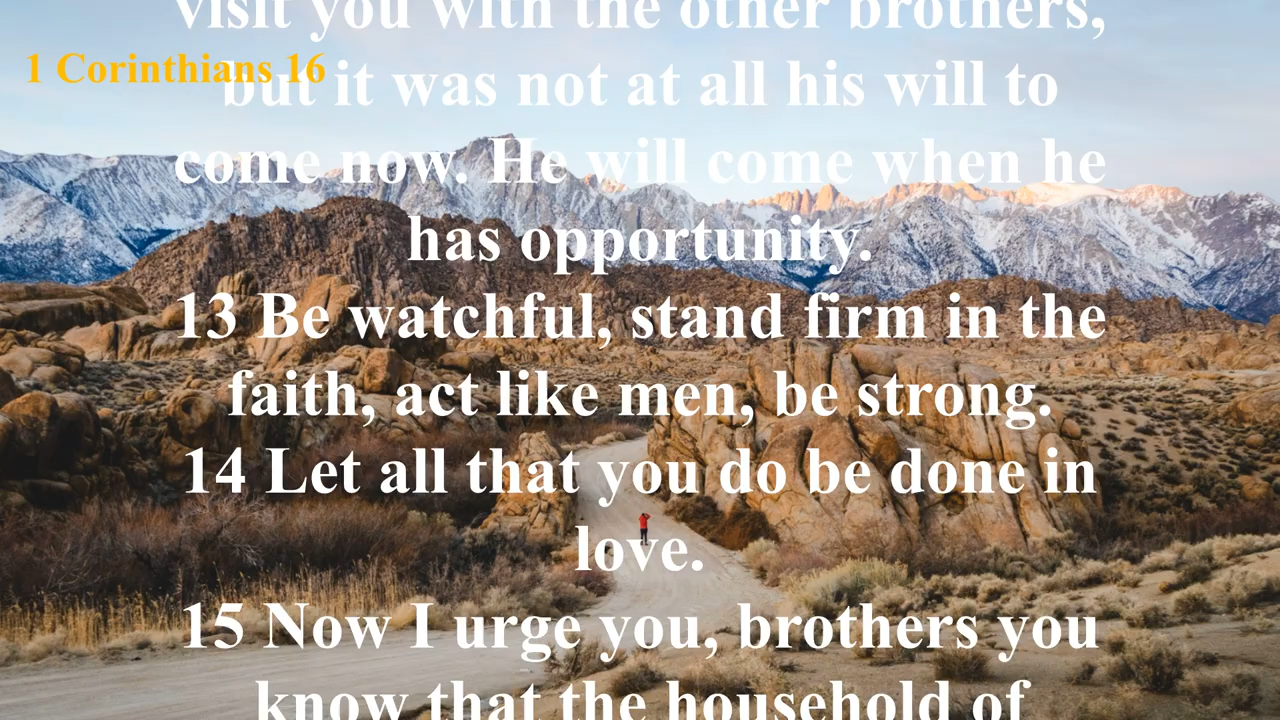 visit you with the other brothers,
1 Corinthians 16
but it was not at all his will to
come now. He will come when he
has opportunity.
13 Be watchful, stand firm in the
faith, act like men, be strong.
14 Let all that you do be done in
love.
15 Now I urge you, brothers you
know that the household of